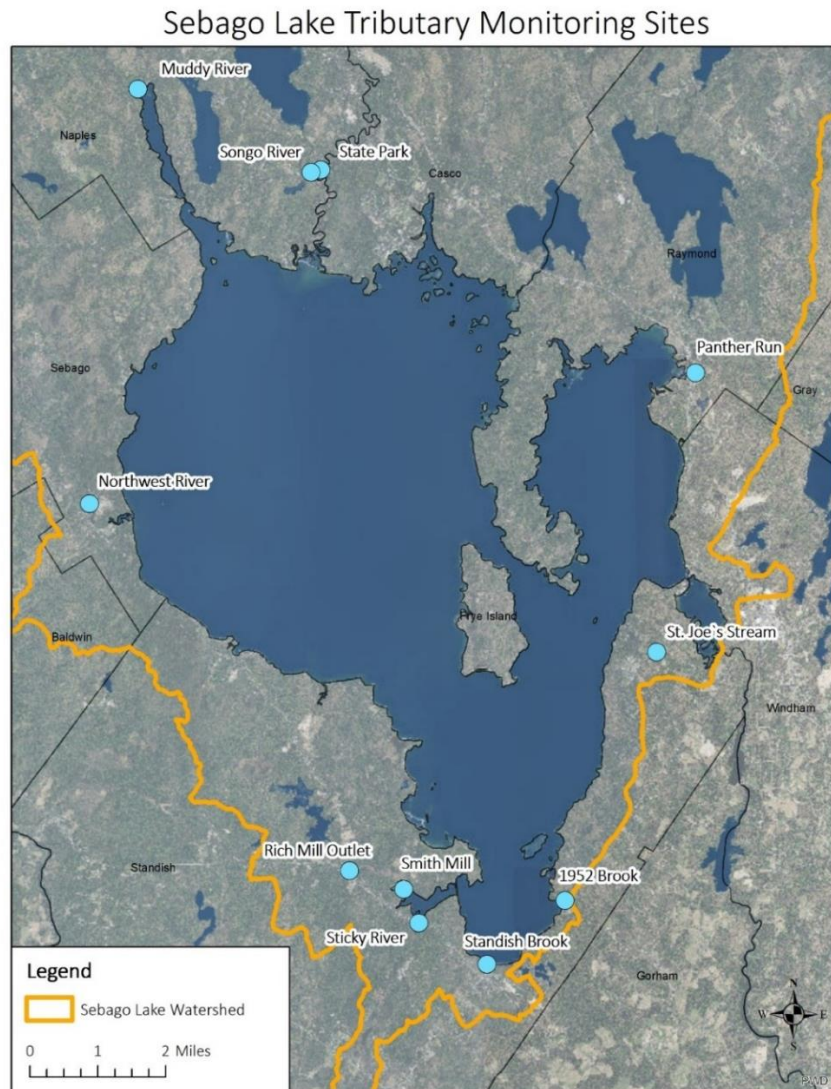 Sebago Lake Tributary Monitoring Sites
Muddy River
Naples
Songo River
State Park
Casco
Raymond
Panther Run
Sebago
Gray
Northwest River
Frye Island
St. Joe`s Stream
Baldwin
Windham
Rich Mill Outlet
Smith Mill
1952 Brook
Standish
Sticky River
Standish Brook
Gorham
Legend
Sebago Lake Watershed
0 1 2 Miles
N
W E
S
PWD